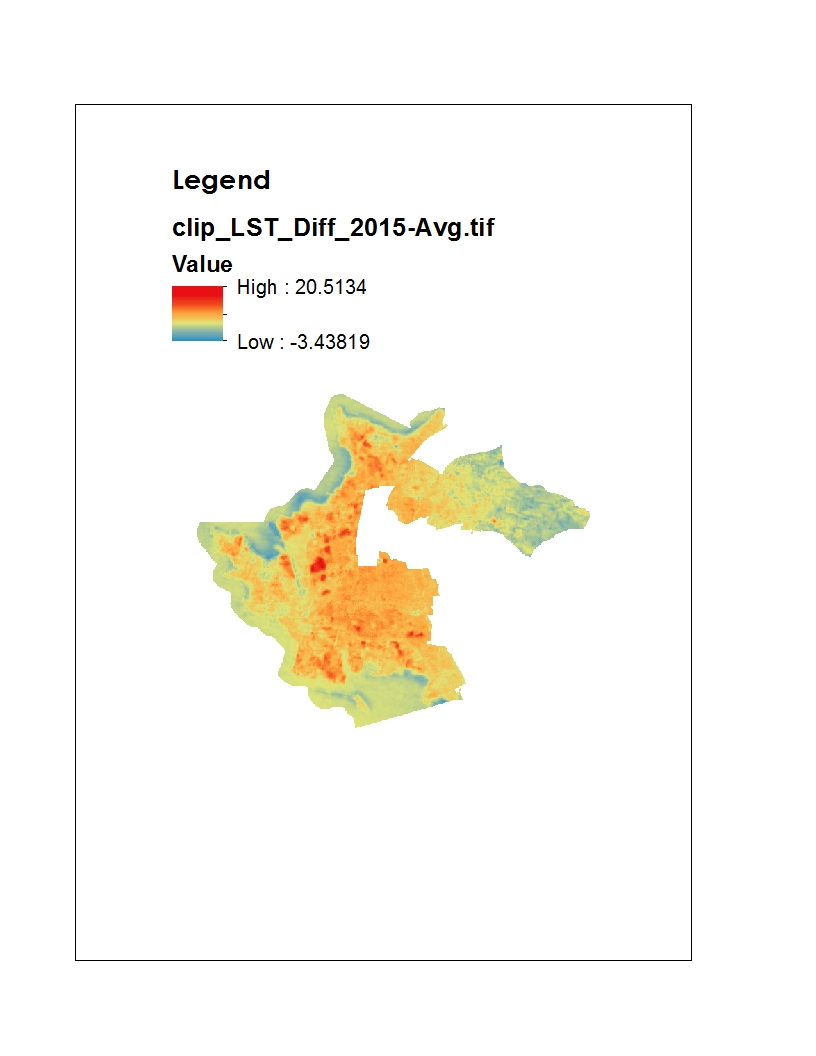 Legend
clip_LST_Diff_2015-Avg.tif
Value
High : 20.5134
Low : -3.43819